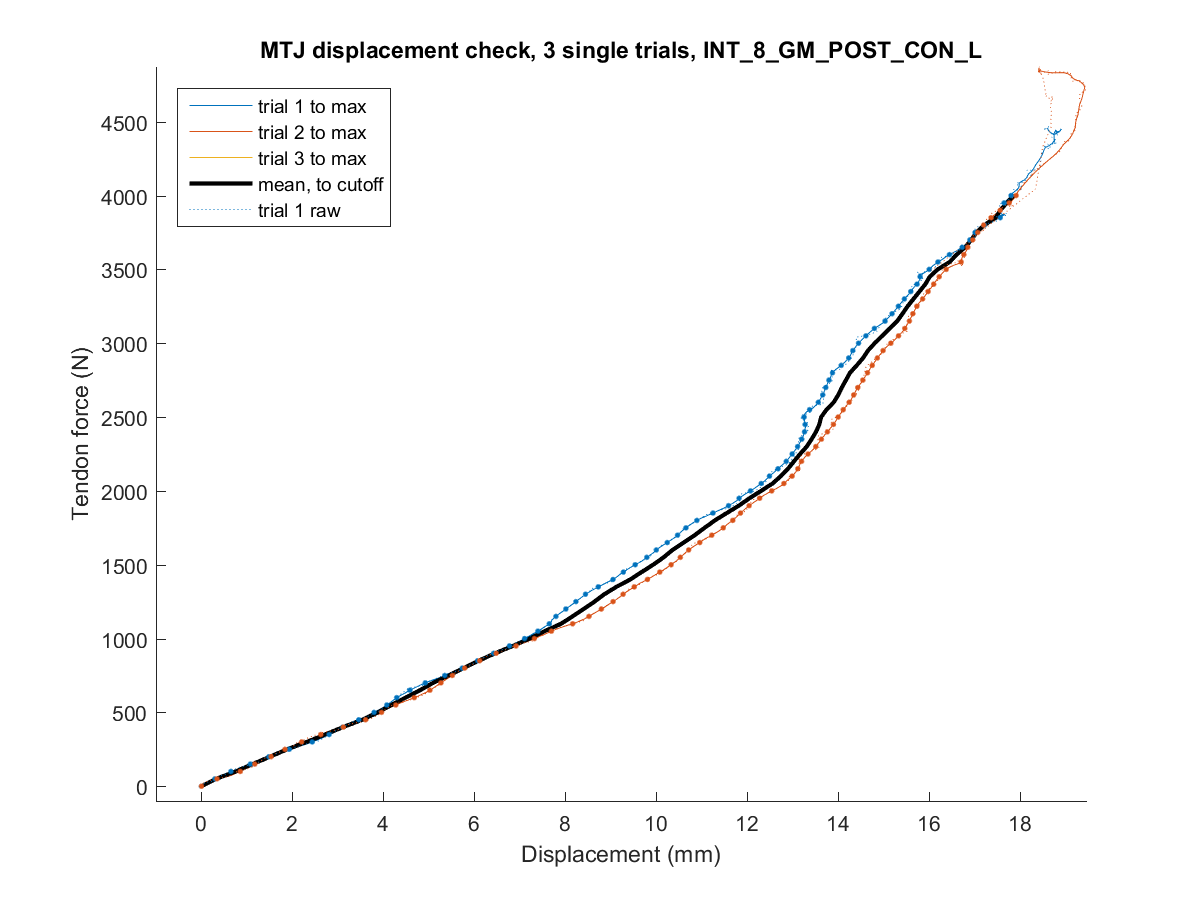 MTJ displacement check, 3 single trials, INT_8_GM_POST_CON_L
trial 1 to max
trial 2 to max
trial 3 to max
mean, to cutoff
trial 1 raw
4500
4000
3500
3000
2500
2000
1500
1000
500
0
Tendon force (N)
0 2 4 6 8 10 12 14 16 18
Displacement (mm)